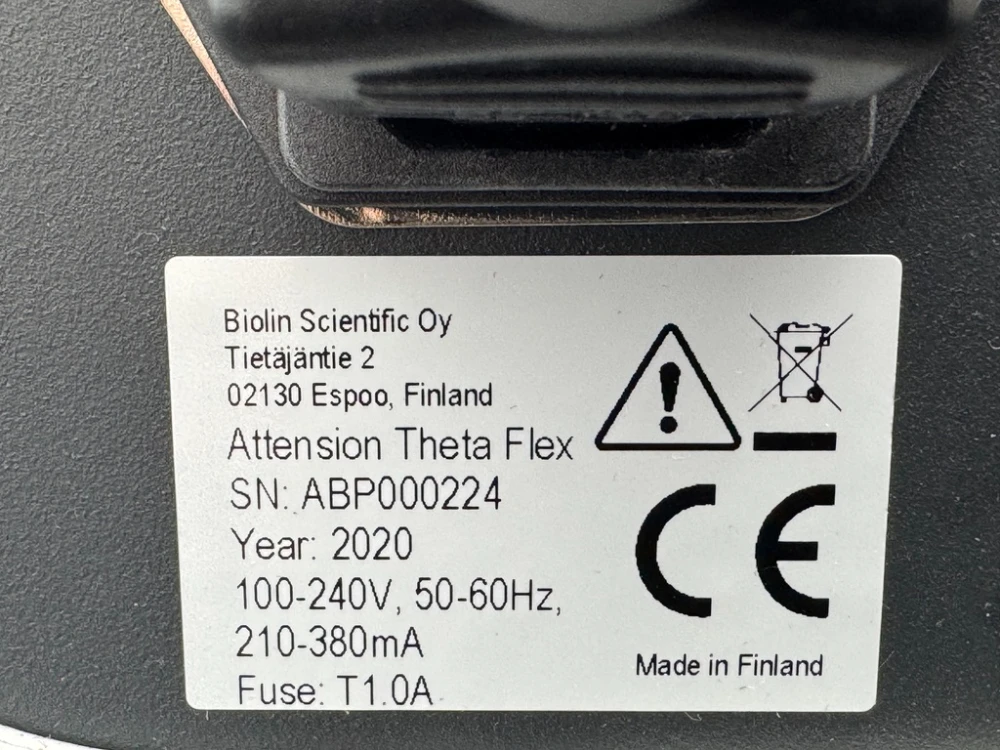 Biolin Scientific Oy
Tietäjäntie 2
02130 Espoo, Finland
Attension Theta Flex
SN: ABP000224
Year: 2020
100-240V, 50-60Hz,
210-380mA
Fuse: T1.0A
CE
Made in Finland